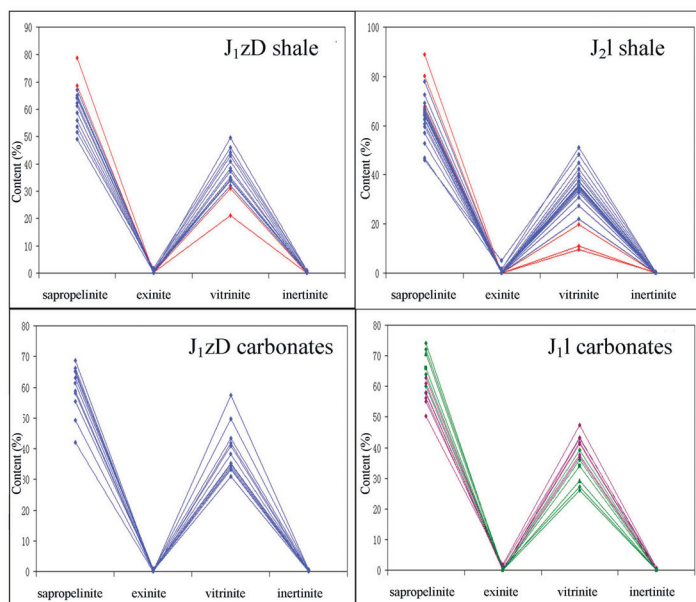 J₁zD shale
Content (%)
90
80
70
60
50
40
30
20
10
0
sapropelinite exinite vitrinite inertinite
J₂l shale
Content (%)
100
80
60
40
20
0
sapropelinite exinite vitrinite inertinite
J₁zD carbonates
Content (%)
80
70
60
50
40
30
20
10
0
sapropelinite exinite vitrinite inertinite
J₁l carbonates
Content (%)
80
70
60
50
40
30
20
10
0
sapropelinite exinite vitrinite inertinite